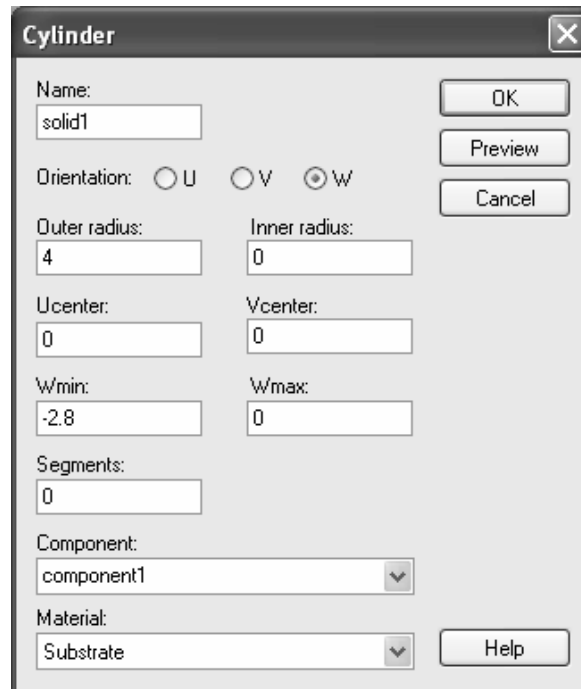 Cylinder
Name:
OK
solid1
Preview
Orientation: U V W
Cancel
Outer radius: Inner radius:
4 0
Ucenter: Vcenter:
0 0
Wmin: Wmax:
-2.8 0
Segments:
0
Component:
component1
Material:
Substrate
Help